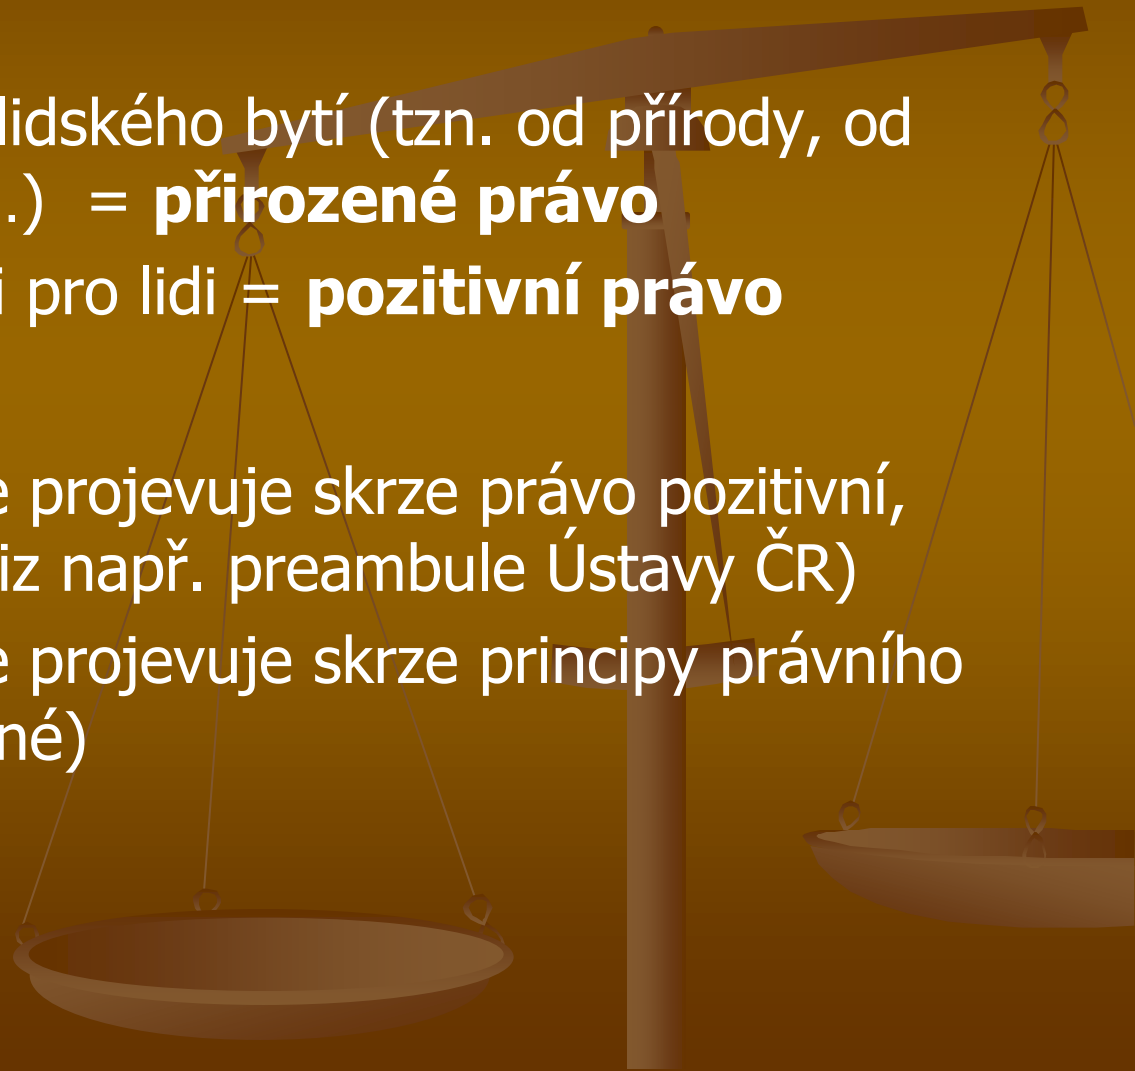 lidského bytí (tzn. od přírody, od
.) = přirozené právo
i pro lidi = pozitivní právo
e projevuje skrze právo pozitivní,
iz např. preambule Ústavy ČR)
e projevuje skrze principy právního
né)